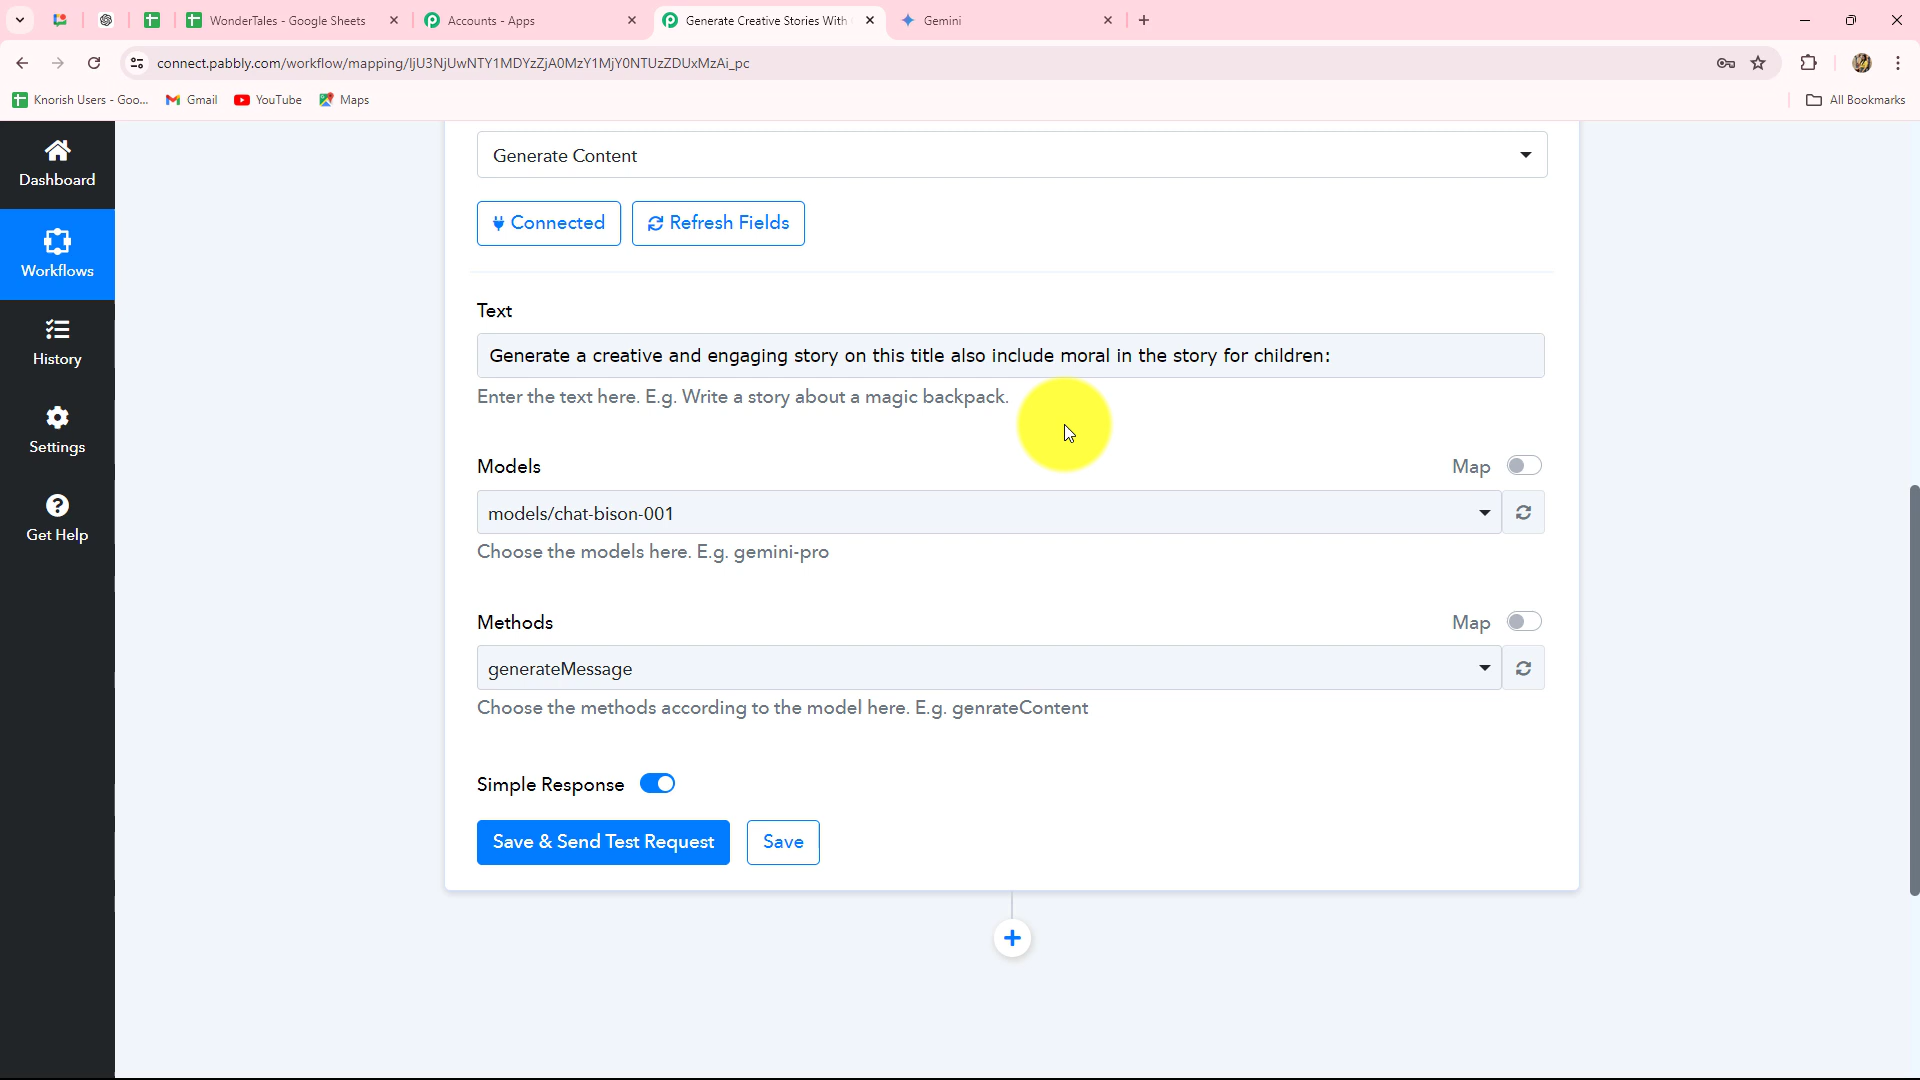 WonderTales - Google Sheets
Accounts - Apps
Generate Creative Stories With
Gemini
connect.pabbly.com/workflow/mapping/IjU3NjUwNTY1MDYzZjA0MzY1MjY0NTUzZDUxMzAi_pc
Knorish Users - Goo...
Gmail
YouTube
Maps
All Bookmarks
Dashboard
Workflows
History
Settings
Get Help
Generate Content
Connected
Refresh Fields
Text
Generate a creative and engaging story on this title also include moral in the story for children:
Enter the text here. E.g. Write a story about a magic backpack.
Models
Map
models/chat-bison-001
Choose the models here. E.g. gemini-pro
Methods
Map
generateMessage
Choose the methods according to the model here. E.g. genrateContent
Simple Response
Save & Send Test Request
Save